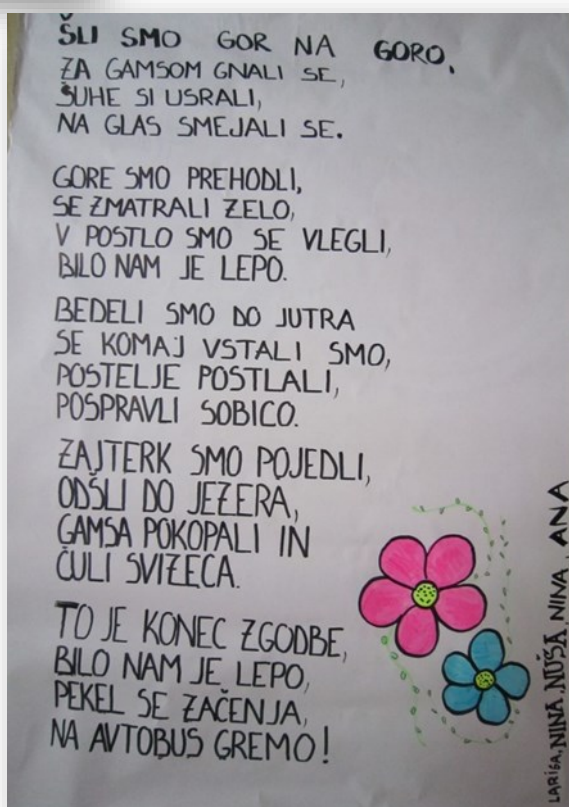 ŠLI SMO GOR NA GORO,
ZA GAMSOM GNALI SE,
ŠUHE SI USRALI,
NA GLAS SMEJALI SE.
GORE SMO PREHODLI,
SE ZMATRALI ZELO,
V POSTLO SMO SE VLEGLI,
BILO NAM JE LEPO.
BEDELI SMO DO JUTRA
SE KOMAJ VSTALI SMO,
POSTELJE POSTLALI,
POSPRAVLI SOBICO.
ZAJTERK SMO POJEDLI,
ODŠLI DO JEZERA,
GAMSA POKOPALI IN
ČULI SVIZECA.
TO JE KONEC ZGODBE,
BILO NAM JE LEPO,
PEKEL SE ZAČENJA,
NA AVTOBUS GREMO!
LARISA, NINA, NUŠA, NINA, ANA